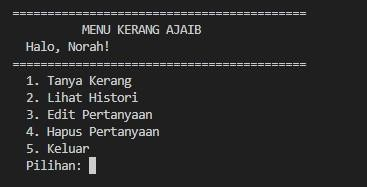 ==========================================
MENU KERANG AJAIB
Halo, Norah!
==========================================
1. Tanya Kerang
2. Lihat Histori
3. Edit Pertanyaan
4. Hapus Pertanyaan
5. Keluar
Pilihan: